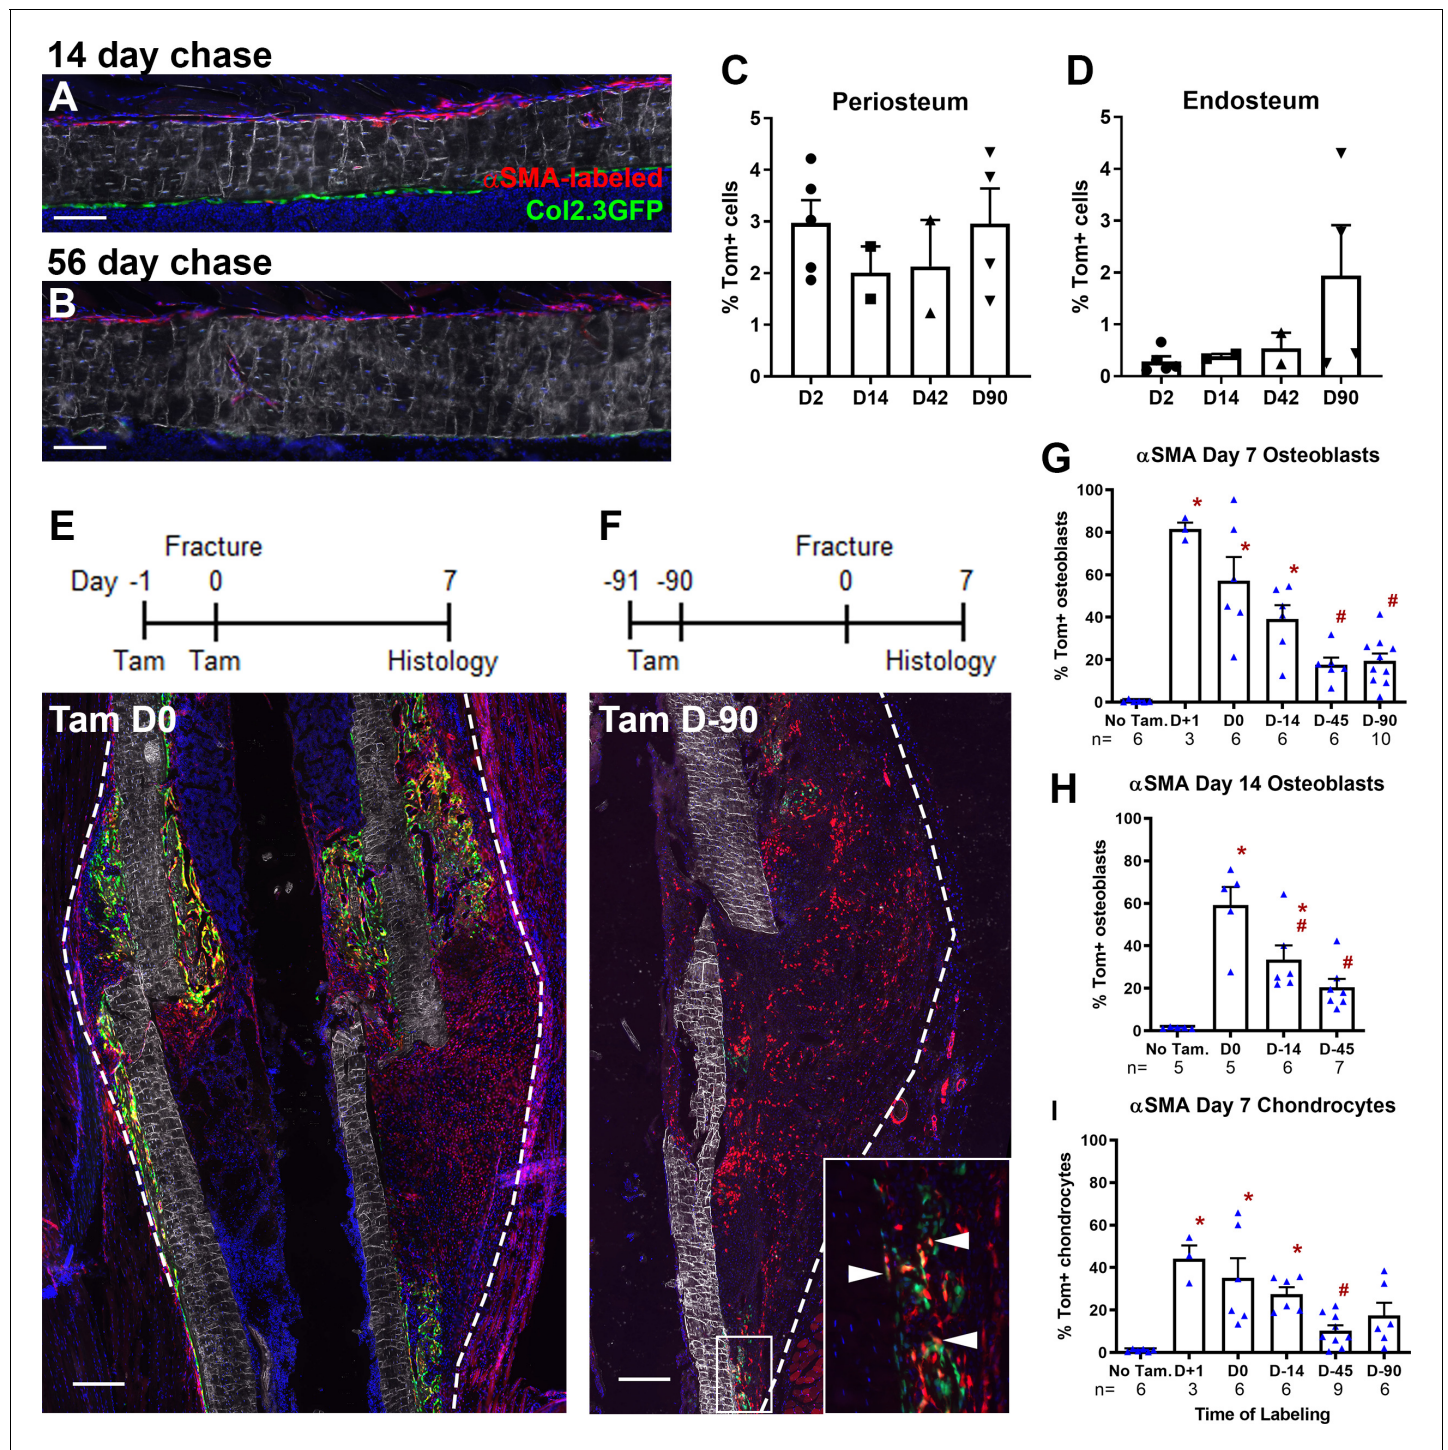 14 day chase
A
αSMA-labeled
Col2.3GFP
56 day chase
B
C
Periosteum
% Tom+ cells
5
4
3
2
1
0
D2 D14 D42 D90
D
Endosteum
% Tom+ cells
5
4
3
2
1
0
D2 D14 D42 D90
E
Fracture
Day -1 0 7
Tam Tam Histology
Tam D0
F
Fracture
-91 -90 0 7
Tam Histology
Tam D-90
G
αSMA Day 7 Osteoblasts
% Tom+ osteoblasts
100
80
60
40
20
0
* * * # #
No Tam. D+1 D0 D-14 D-45 D-90
n= 6 3 6 6 6 10
H
αSMA Day 14 Osteoblasts
% Tom+ osteoblasts
100
80
60
40
20
0
* * # #
No Tam. D0 D-14 D-45
n= 5 5 6 7
I
αSMA Day 7 Chondrocytes
% Tom+ chondrocytes
100
80
60
40
20
0
* * * #
No Tam. D+1 D0 D-14 D-45 D-90
n= 6 3 6 6 9 6
Time of Labeling